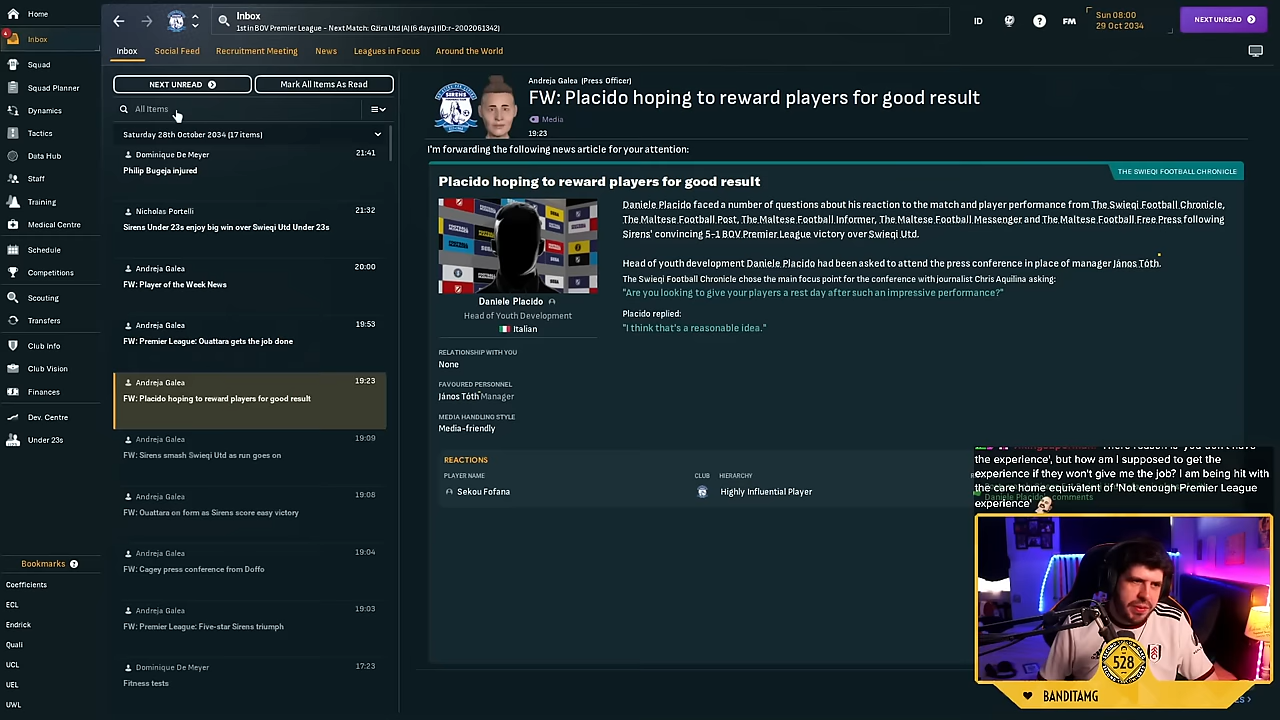 Home
Inbox
Squad
Squad Planner
Dynamics
Tactics
Data Hub
Staff
Training
Medical Centre
Schedule
Competitions
Scouting
Transfers
Club Info
Club Vision
Finances
Dev. Centre
Under 23s
Bookmarks
Coefficients
ECL
Endrick
Quali
UCL
UEL
UWL
Inbox
1st in BOV Premier League - Next Match: Gżira Utd (A) (6 days) (ID:r-2002061342)
ID
FM
Sun 08:00
29 Oct 2034
NEXT UNREAD
Inbox Social Feed Recruitment Meeting News Leagues in Focus Around the World
NEXT UNREAD Mark All Items As Read
All Items
Saturday 28th October 2034 (17 items)
Dominique De Meyer 21:41
Philip Bugeja injured
Nicholas Portelli 21:32
Sirens Under 23s enjoy big win over Swieqi Utd Under 23s
Andreja Galea 20:00
FW: Player of the Week News
Andreja Galea 19:53
FW: Premier League: Ouattara gets the job done
Andreja Galea 19:23
FW: Placido hoping to reward players for good result
Andreja Galea 19:09
FW: Sirens smash Swieqi Utd as run goes on
Andreja Galea 19:08
FW: Ouattara on form as Sirens score easy victory
Andreja Galea 19:04
FW: Cagey press conference from Doffo
Andreja Galea 19:03
FW: Premier League: Five-star Sirens triumph
Dominique De Meyer 17:23
Fitness tests
SIRENS
Andreja Galea (Press Officer)
FW: Placido hoping to reward players for good result
Media
19:23
I'm forwarding the following news article for your attention:
THE SWIEQI FOOTBALL CHRONICLE
Placido hoping to reward players for good result
Daniele Placido faced a number of questions about his reaction to the match and player performance from The Swieqi Football Chronicle,
The Maltese Football Post, The Maltese Football Informer, The Maltese Football Messenger and The Maltese Football Free Press following
Sirens' convincing 5-1 BOV Premier League victory over Swieqi Utd.
Head of youth development Daniele Placido had been asked to attend the press conference in place of manager János Tóth.
The Swieqi Football Chronicle chose the main focus point for the conference with journalist Chris Aquilina asking:
"Are you looking to give your players a rest day after such an impressive performance?"
Placido replied:
"I think that's a reasonable idea."
Daniele Placido
Head of Youth Development
Italian
RELATIONSHIP WITH YOU
None
FAVOURED PERSONNEL
János Tóth Manager
MEDIA HANDLING STYLE
Media-friendly
REACTIONS
PLAYER NAME CLUB HIERARCHY
Sekou Fofana Highly Influential Player
the experience', but how am I supposed to get the
experience if they won't give me the job? I am being hit with
the care home equivalent of 'Not enough Premier League
experience'
Daniele Placido's comments
528
BANDITAMG